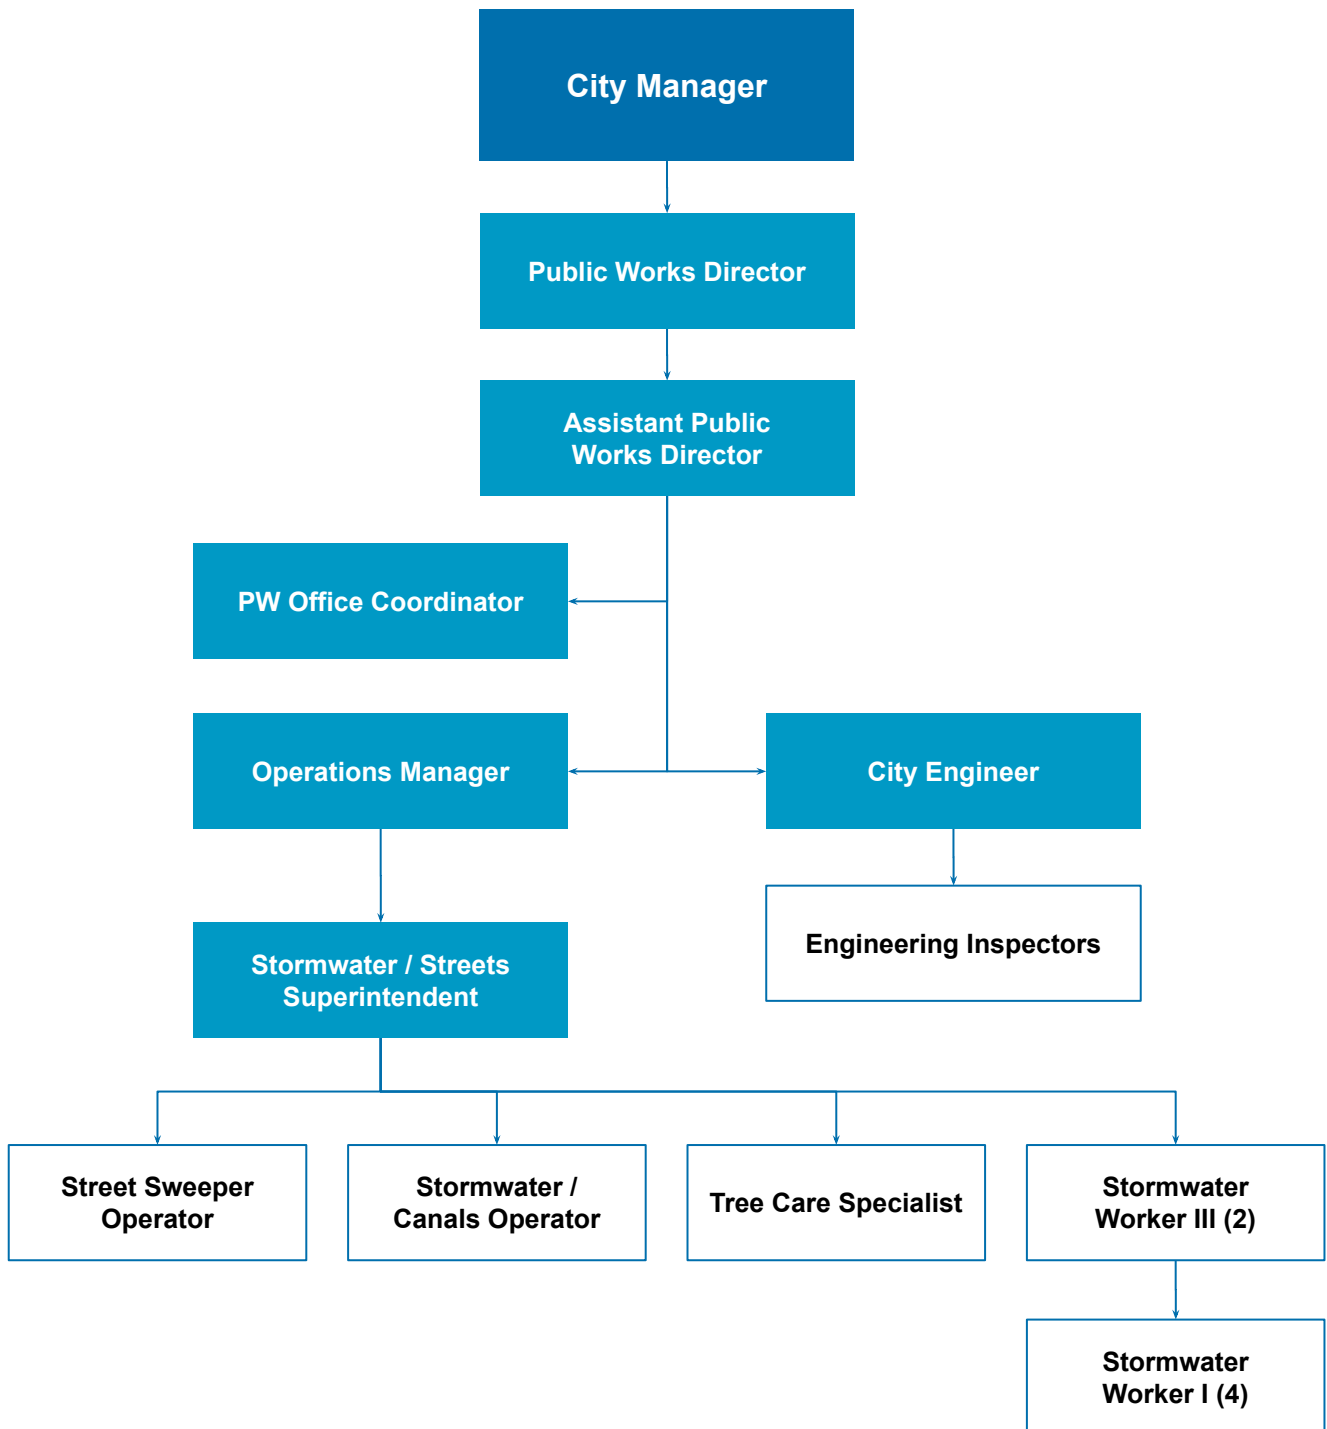 City Manager
Public Works Director
Assistant Public
Works Director
PW Office Coordinator
Operations Manager
City Engineer
Engineering Inspectors
Stormwater / Streets
Superintendent
Street Sweeper
Operator
Stormwater /
Canals Operator
Tree Care Specialist
Stormwater
Worker III (2)
Stormwater
Worker I (4)